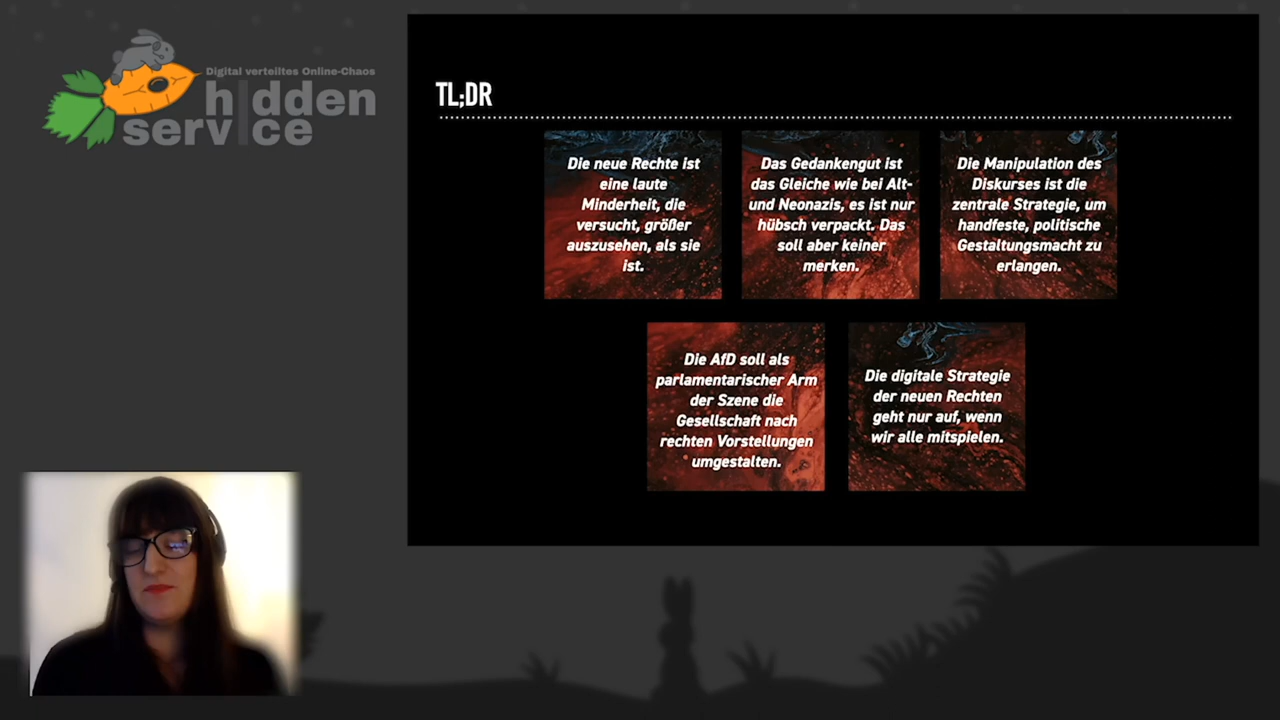 Digital verteiltes Online-Chaos
hidden
service
TL;DR
Die neue Rechte ist
eine laute
Minderheit, die
versucht, größer
auszusehen, als sie
ist.
Das Gedankengut ist
das Gleiche wie bei Alt-
und Neonazis, es ist nur
hübsch verpackt. Das
soll aber keiner
merken.
Die Manipulation des
Diskurses ist die
zentrale Strategie, um
handfeste, politische
Gestaltungsmacht zu
erlangen.
Die AfD soll als
parlamentarischer Arm
der Szene die
Gesellschaft nach
rechten Vorstellungen
umgestalten.
Die digitale Strategie
der neuen Rechten
geht nur auf, wenn
wir alle mitspielen.